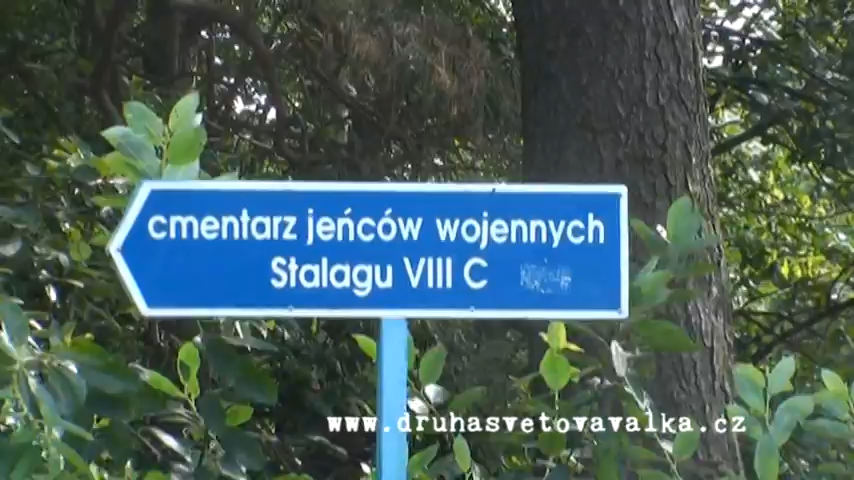 cmentarz jeńców wojennych
Stalagu VIII C
www.druhasvetovavalka.cz